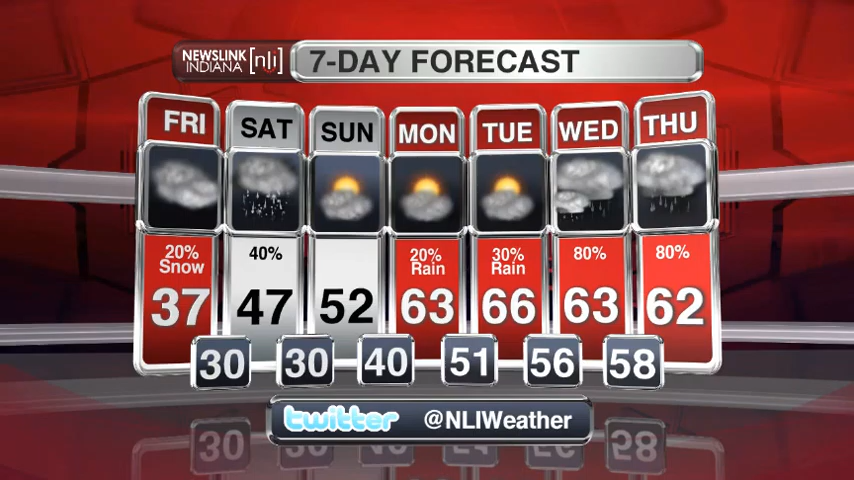 NEWSLINK
INDIANA [nli]
7-DAY FORECAST
FRI SAT SUN MON TUE WED THU
20% Snow 40% 20% Rain 30% Rain 80% 80%
37 47 52 63 66 63 62
30 30 40 51 56 58
twitter @NLIWeather